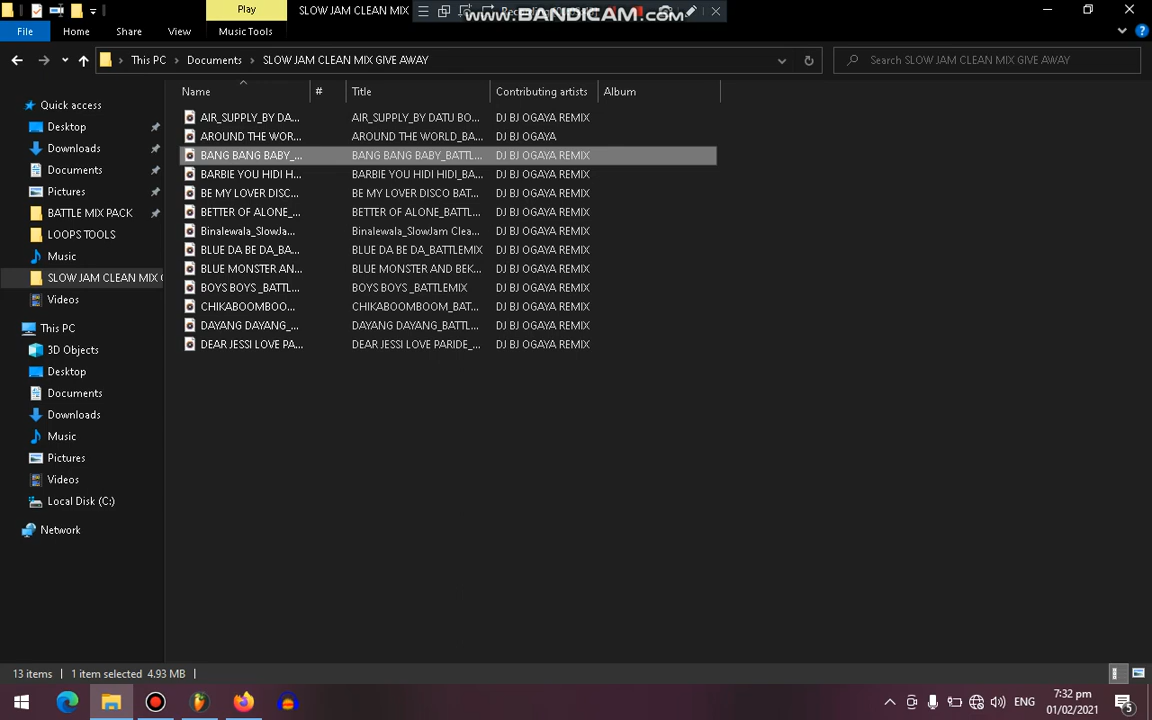 Play
SLOW JAM CLEAN MIX
www.BANDICAM.com
File
Home
Share
View
Music Tools
This PC
Documents
SLOW JAM CLEAN MIX GIVE AWAY
Search SLOW JAM CLEAN MIX GIVE AWAY
Name
#
Title
Contributing artists
Album
Quick access
Desktop
Downloads
Documents
Pictures
BATTLE MIX PACK
LOOPS TOOLS
Music
SLOW JAM CLEAN MIX
Videos
This PC
3D Objects
Desktop
Documents
Downloads
Music
Pictures
Videos
Local Disk (C:)
Network
AIR_SUPPLY_BY DA... AIR_SUPPLY_BY DATU BO... DJ BJ OGAYA REMIX
AROUND THE WOR... AROUND THE WORLD_BA... DJ BJ OGAYA
BANG BANG BABY_... BANG BANG BABY_BATTL... DJ BJ OGAYA REMIX
BARBIE YOU HIDI H... BARBIE YOU HIDI HIDI_BA... DJ BJ OGAYA REMIX
BE MY LOVER DISC... BE MY LOVER DISCO BAT... DJ BJ OGAYA REMIX
BETTER OF ALONE_... BETTER OF ALONE_BATTL... DJ BJ OGAYA REMIX
Binalewala_SlowJa... Binalewala_SlowJam Clea... DJ BJ OGAYA REMIX
BLUE DA BE DA_BA... BLUE DA BE DA_BATTLEMIX DJ BJ OGAYA REMIX
BLUE MONSTER AN... BLUE MONSTER AND BEK... DJ BJ OGAYA REMIX
BOYS BOYS _BATTL... BOYS BOYS _BATTLEMIX DJ BJ OGAYA REMIX
CHIKABOOMBOO... CHIKABOOMBOOM_BAT... DJ BJ OGAYA REMIX
DAYANG DAYANG_... DAYANG DAYANG_BATTL... DJ BJ OGAYA REMIX
DEAR JESSI LOVE PA... DEAR JESSI LOVE PARIDE_... DJ BJ OGAYA REMIX
13 items
1 item selected 4.93 MB
ENG
7:32 pm
01/02/2021
5